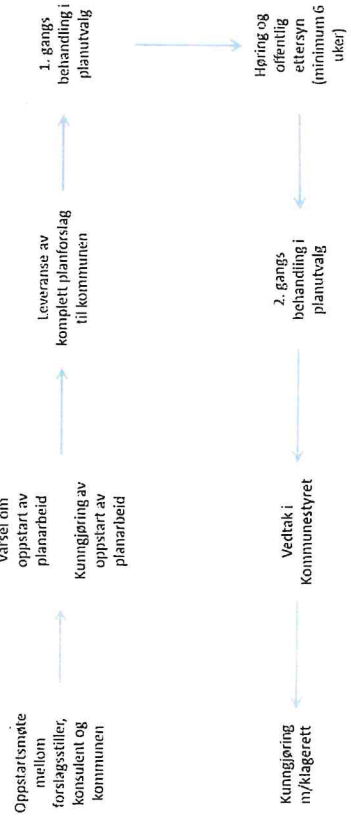 Oppstartsmøte
mellom
forslagsstiller,
konsulent og
kommunen
Varsel om
oppstart av
planarbeid
Kunngjøring av
oppstart av
planarbeid
Leveranse av
komplett planforslag
til kommunen
1. gangs
behandling i
planutvalg
Høring og
offentlig
ettersyn
(minimum 6
uker)
2. gangs
behandling i
planutvalg
Vedtak i
Kommunestyret
Kunngjøring
m/klagerett